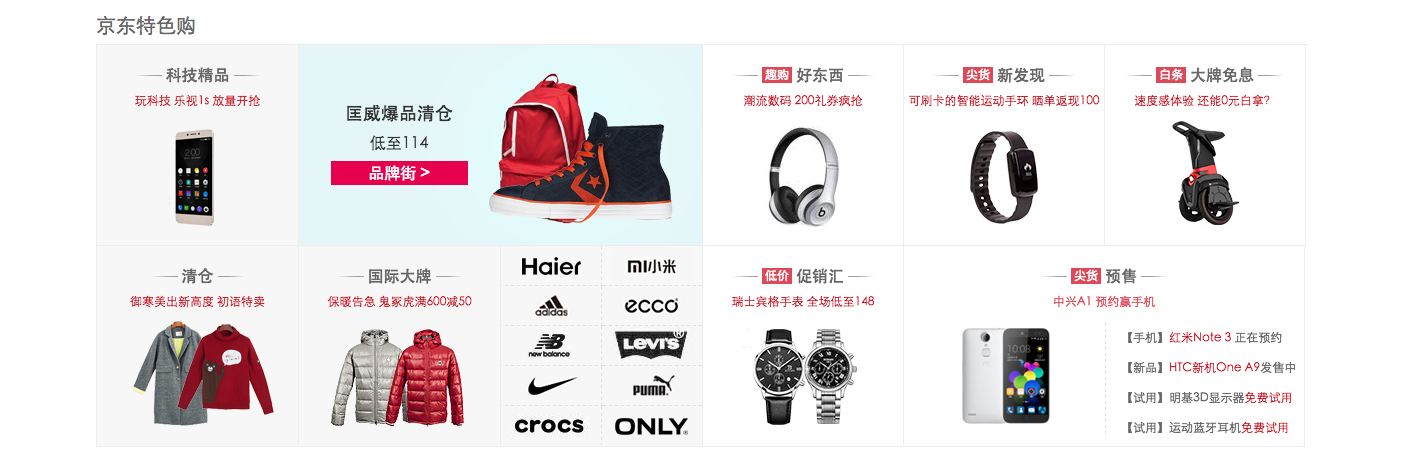 京东特色购
科技精品
玩科技 乐视1s 放量开抢
2:00
匡威爆品清仓
低至114
品牌街 >
趣购 好东西
潮流数码 200礼券疯抢
b
尖货 新发现
可刷卡的智能运动手环 晒单返现100
白条 大牌免息
速度感体验 还能0元白拿?
清仓
御寒美出新高度 初语特卖
国际大牌
保暖告急 鬼冢虎满600减50
Haier
MI小米
adidas
ecco
NB
new balance
LEVI'S®
PUMA
crocs
ONLY
低价 促销汇
瑞士宾格手表 全场低至148
尖货 预售
中兴A1 预约赢手机
10:08
【手机】红米Note 3 正在预约
【新品】HTC新机One A9发售中
【试用】明基3D显示器免费试用
【试用】运动蓝牙耳机免费试用